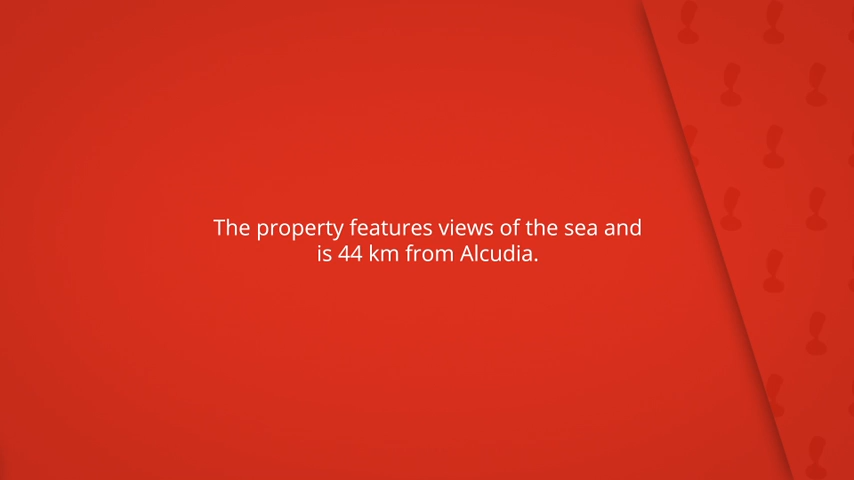 The property features views of the sea and
is 44 km from Alcudia.